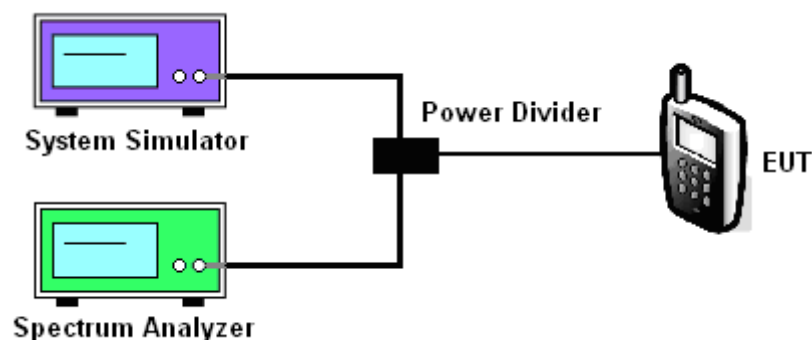 System Simulator
Power Divider
EUT
Spectrum Analyzer